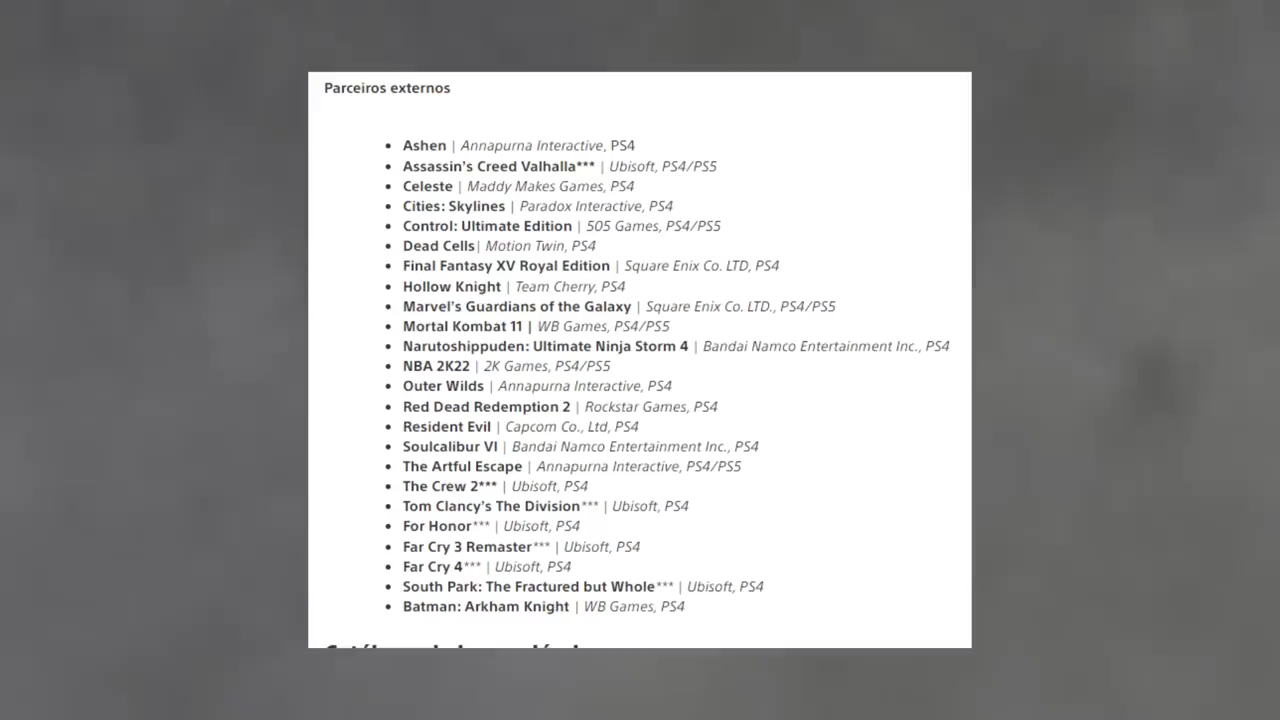 Parceiros externos
• Ashen | Annapurna Interactive, PS4
• Assassin's Creed Valhalla*** | Ubisoft, PS4/PS5
• Celeste | Maddy Makes Games, PS4
• Cities: Skylines | Paradox Interactive, PS4
• Control: Ultimate Edition | 505 Games, PS4/PS5
• Dead Cells| Motion Twin, PS4
• Final Fantasy XV Royal Edition | Square Enix Co. LTD, PS4
• Hollow Knight | Team Cherry, PS4
• Marvel's Guardians of the Galaxy | Square Enix Co. LTD., PS4/PS5
• Mortal Kombat 11 | WB Games, PS4/PS5
• Narutoshippuden: Ultimate Ninja Storm 4 | Bandai Namco Entertainment Inc., PS4
• NBA 2K22 | 2K Games, PS4/PS5
• Outer Wilds | Annapurna Interactive, PS4
• Red Dead Redemption 2 | Rockstar Games, PS4
• Resident Evil | Capcom Co., Ltd, PS4
• Soulcalibur VI | Bandai Namco Entertainment Inc., PS4
• The Artful Escape | Annapurna Interactive, PS4/PS5
• The Crew 2*** | Ubisoft, PS4
• Tom Clancy's The Division*** | Ubisoft, PS4
• For Honor*** | Ubisoft, PS4
• Far Cry 3 Remaster*** | Ubisoft, PS4
• Far Cry 4*** | Ubisoft, PS4
• South Park: The Fractured but Whole*** | Ubisoft, PS4
• Batman: Arkham Knight | WB Games, PS4